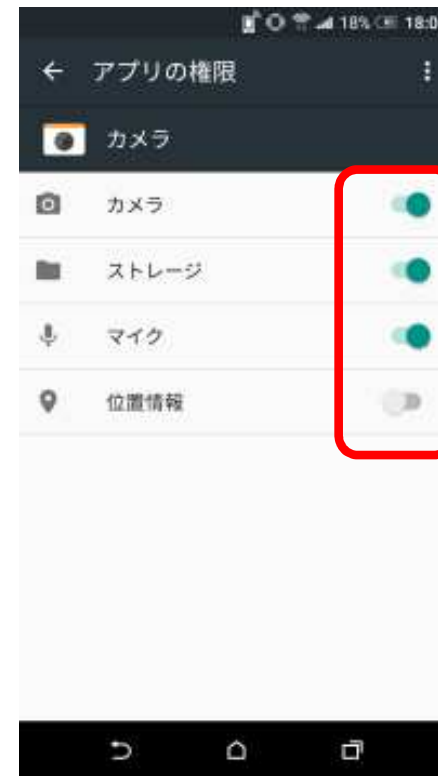 18% 18:0
アプリの権限
カメラ
カメラ
ストレージ
マイク
位置情報